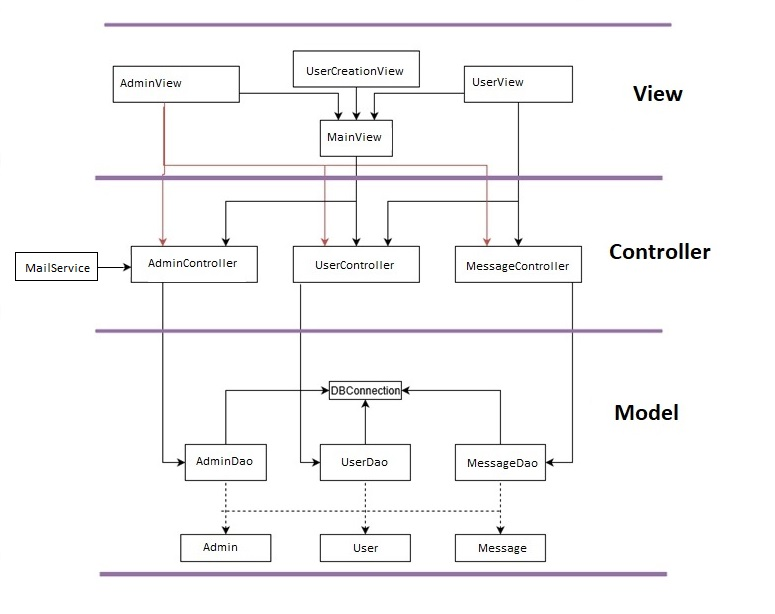 AdminView
UserCreationView
UserView
View
MainView
MailService
AdminController
UserController
MessageController
Controller
DBConnection
Model
AdminDao
UserDao
MessageDao
Admin
User
Message